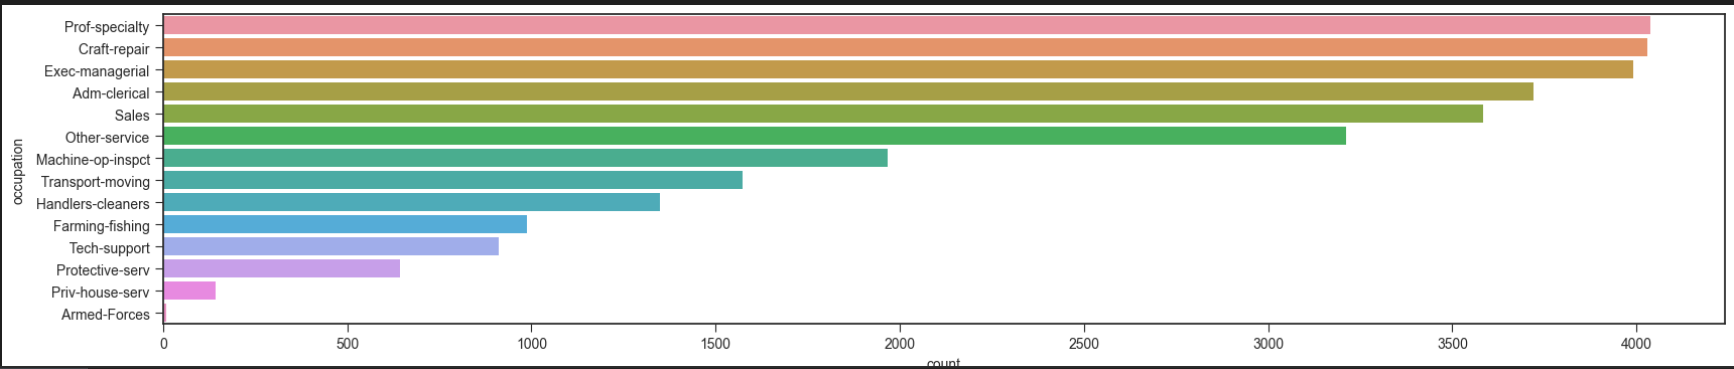 Prof-specialty
Craft-repair
Exec-managerial
Adm-clerical
Sales
Other-service
Machine-op-inspct
Transport-moving
Handlers-cleaners
Farming-fishing
Tech-support
Protective-serv
Priv-house-serv
Armed-Forces
occupation
0 500 1000 1500 2000 2500 3000 3500 4000
count